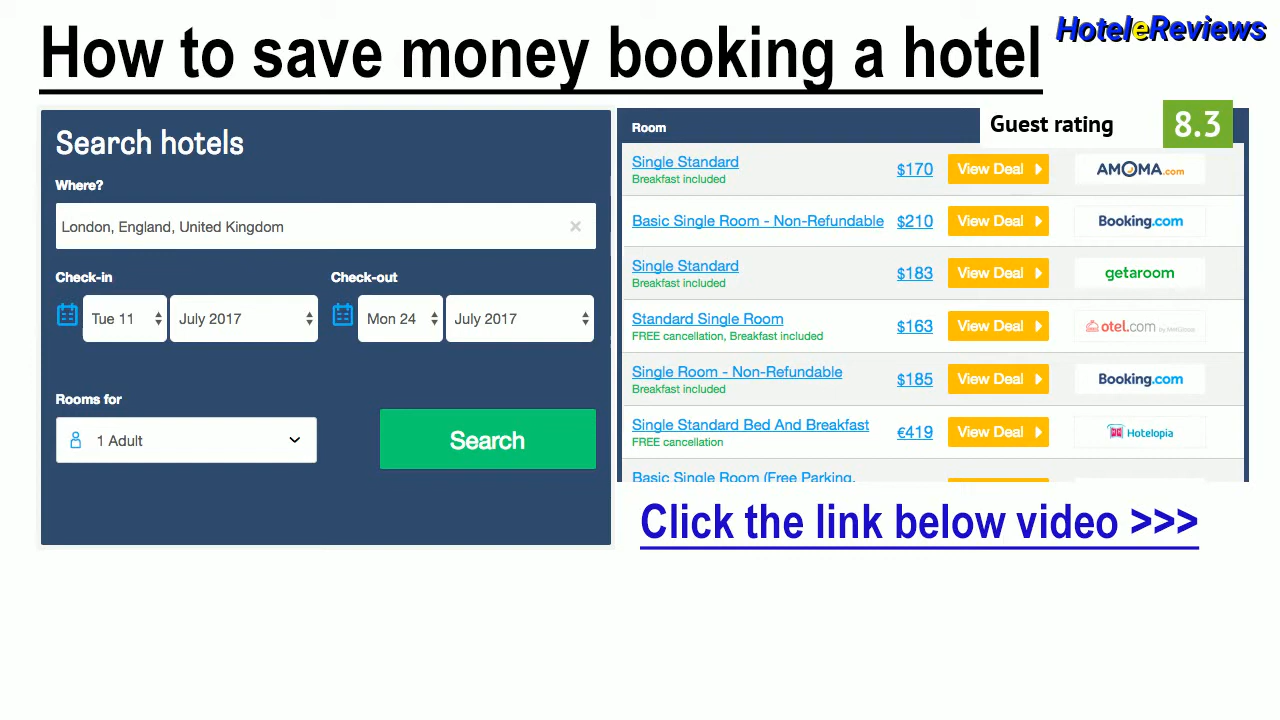 How to save money booking a hotel
HoteleReviews
Search hotels
Where?
London, England, United Kingdom
Check-in
Check-out
Tue 11
July 2017
Mon 24
July 2017
Rooms for
1 Adult
Search
Room
Guest rating
8.3
Single Standard
Breakfast included
$170
View Deal
AMOMA.com
Basic Single Room - Non-Refundable
$210
View Deal
Booking.com
Single Standard
Breakfast included
$183
View Deal
getaroom
Standard Single Room
FREE cancellation, Breakfast included
$163
View Deal
otel.com
Single Room - Non-Refundable
Breakfast included
$185
View Deal
Booking.com
Single Standard Bed And Breakfast
FREE cancellation
€419
View Deal
Hotelopia
Basic Single Room (Free Parking,
Click the link below video >>>